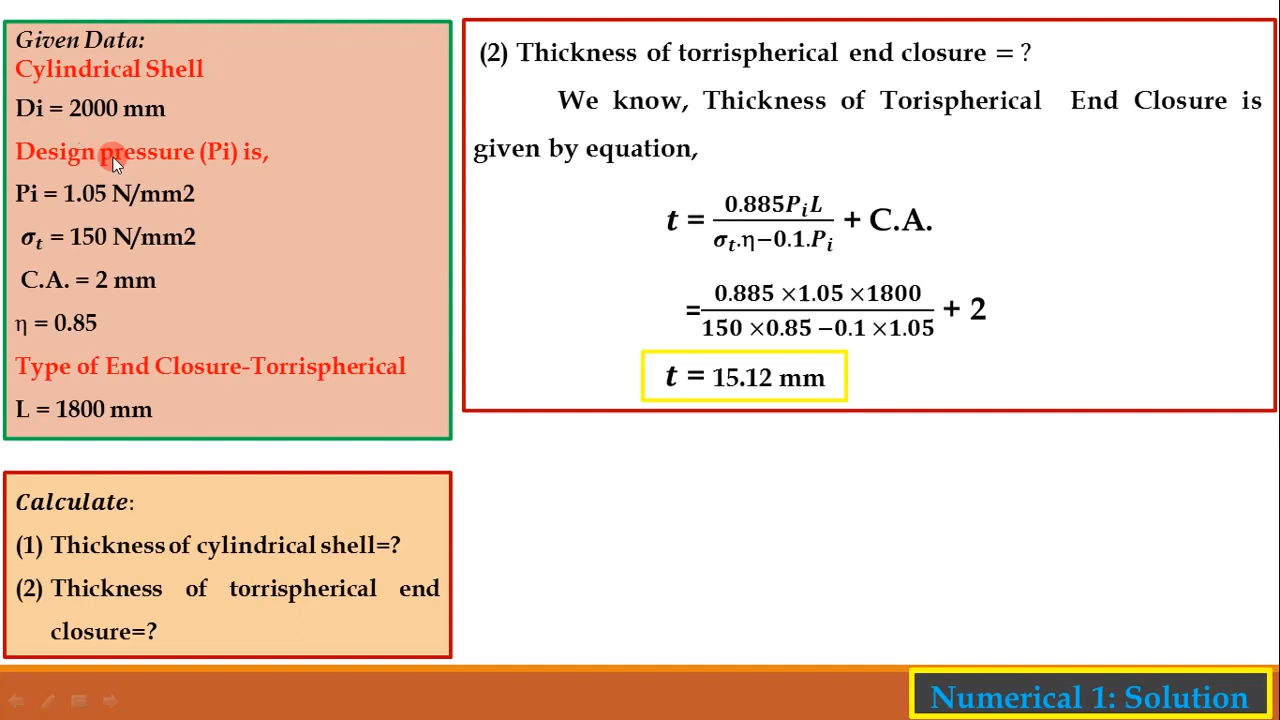 Given Data:
Cylindrical Shell
Di = 2000 mm
Design pressure (Pi) is,
Pi = 1.05 N/mm2
σₜ = 150 N/mm2
C.A. = 2 mm
η = 0.85
Type of End Closure-Torrispherical
L = 1800 mm
Calculate:
(1) Thickness of cylindrical shell=?
(2) Thickness of torrispherical end
closure=?
(2) Thickness of torrispherical end closure = ?
We know, Thickness of Torispherical End Closure is
given by equation,
t = 0.885PᵢL / σₜ.η−0.1.Pᵢ + C.A.
= 0.885 ×1.05 ×1800 / 150 ×0.85 −0.1 ×1.05 + 2
t = 15.12 mm
Numerical 1: Solution